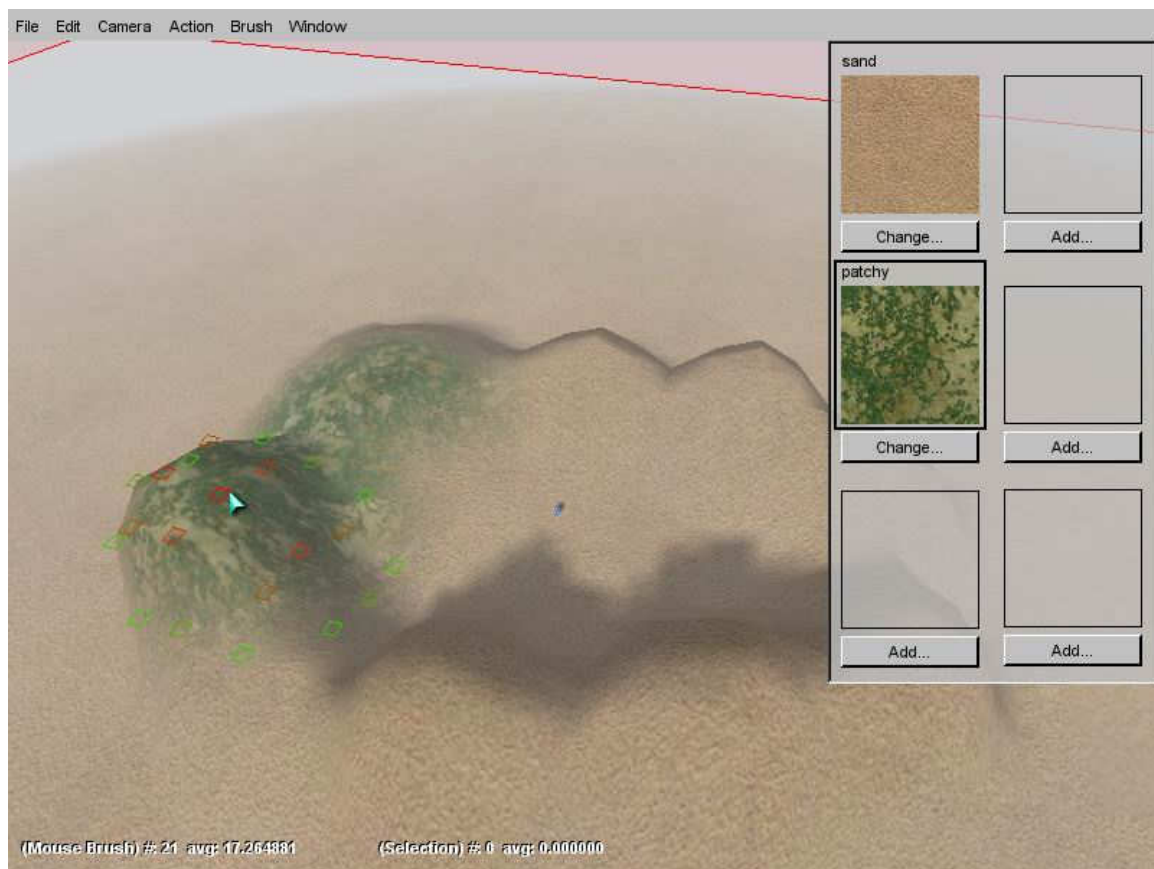 File Edit Camera Action Brush Window
sand
Change... Add...
patchy
Change... Add...
Add... Add...
(Mouse Brush) #: 21 avg: 17.264881 (Selection) #: 0 avg: 0.000000